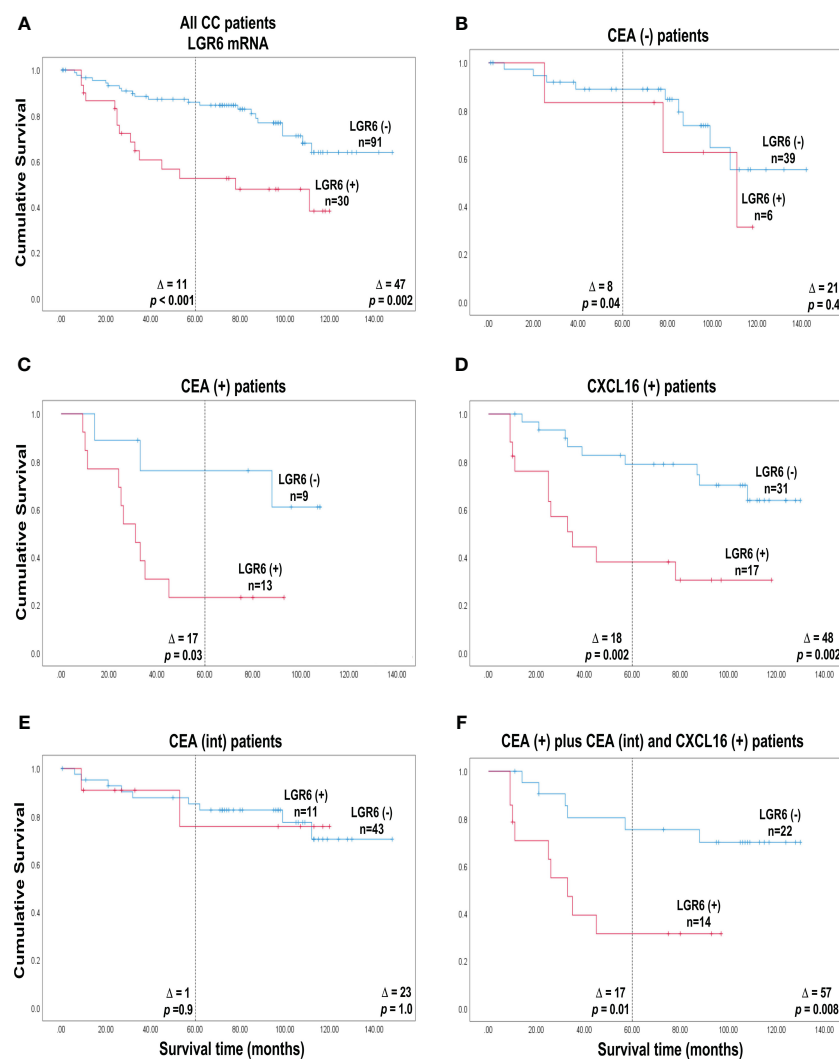 A
All CC patients
LGR6 mRNA
Cumulative Survival
1.0
0.8
0.6
0.4
0.2
0.0
LGR6 (-)
n=91
LGR6 (+)
n=30
Δ = 11
p < 0.001
Δ = 47
p = 0.002
.00 20.00 40.00 60.00 80.00 100.00 120.00 140.00
B
CEA (-) patients
1.0
0.8
0.6
0.4
0.2
0.0
LGR6 (-)
n=39
LGR6 (+)
n=6
Δ = 8
p = 0.04
Δ = 21
p = 0.4
.00 20.00 40.00 60.00 80.00 100.00 120.00 140.00
C
CEA (+) patients
Cumulative Survival
1.0
0.8
0.6
0.4
0.2
0.0
LGR6 (-)
n=9
LGR6 (+)
n=13
Δ = 17
p = 0.03
.00 20.00 40.00 60.00 80.00 100.00 120.00 140.00
D
CXCL16 (+) patients
1.0
0.8
0.6
0.4
0.2
0.0
LGR6 (-)
n=31
LGR6 (+)
n=17
Δ = 18
p = 0.002
Δ = 48
p = 0.002
.00 20.00 40.00 60.00 80.00 100.00 120.00
E
CEA (int) patients
Cumulative Survival
1.0
0.8
0.6
0.4
0.2
0.0
LGR6 (+)
n=11
LGR6 (-)
n=43
Δ = 1
p =0.9
Δ = 23
p = 1.0
.00 20.00 40.00 60.00 80.00 100.00 120.00 140.00
Survival time (months)
F
CEA (+) plus CEA (int) and CXCL16 (+) patients
1.0
0.8
0.6
0.4
0.2
0.0
LGR6 (-)
n=22
LGR6 (+)
n=14
Δ = 17
p = 0.01
Δ = 57
p = 0.008
.00 20.00 40.00 60.00 80.00 100.00 120.00
Survival time (months)